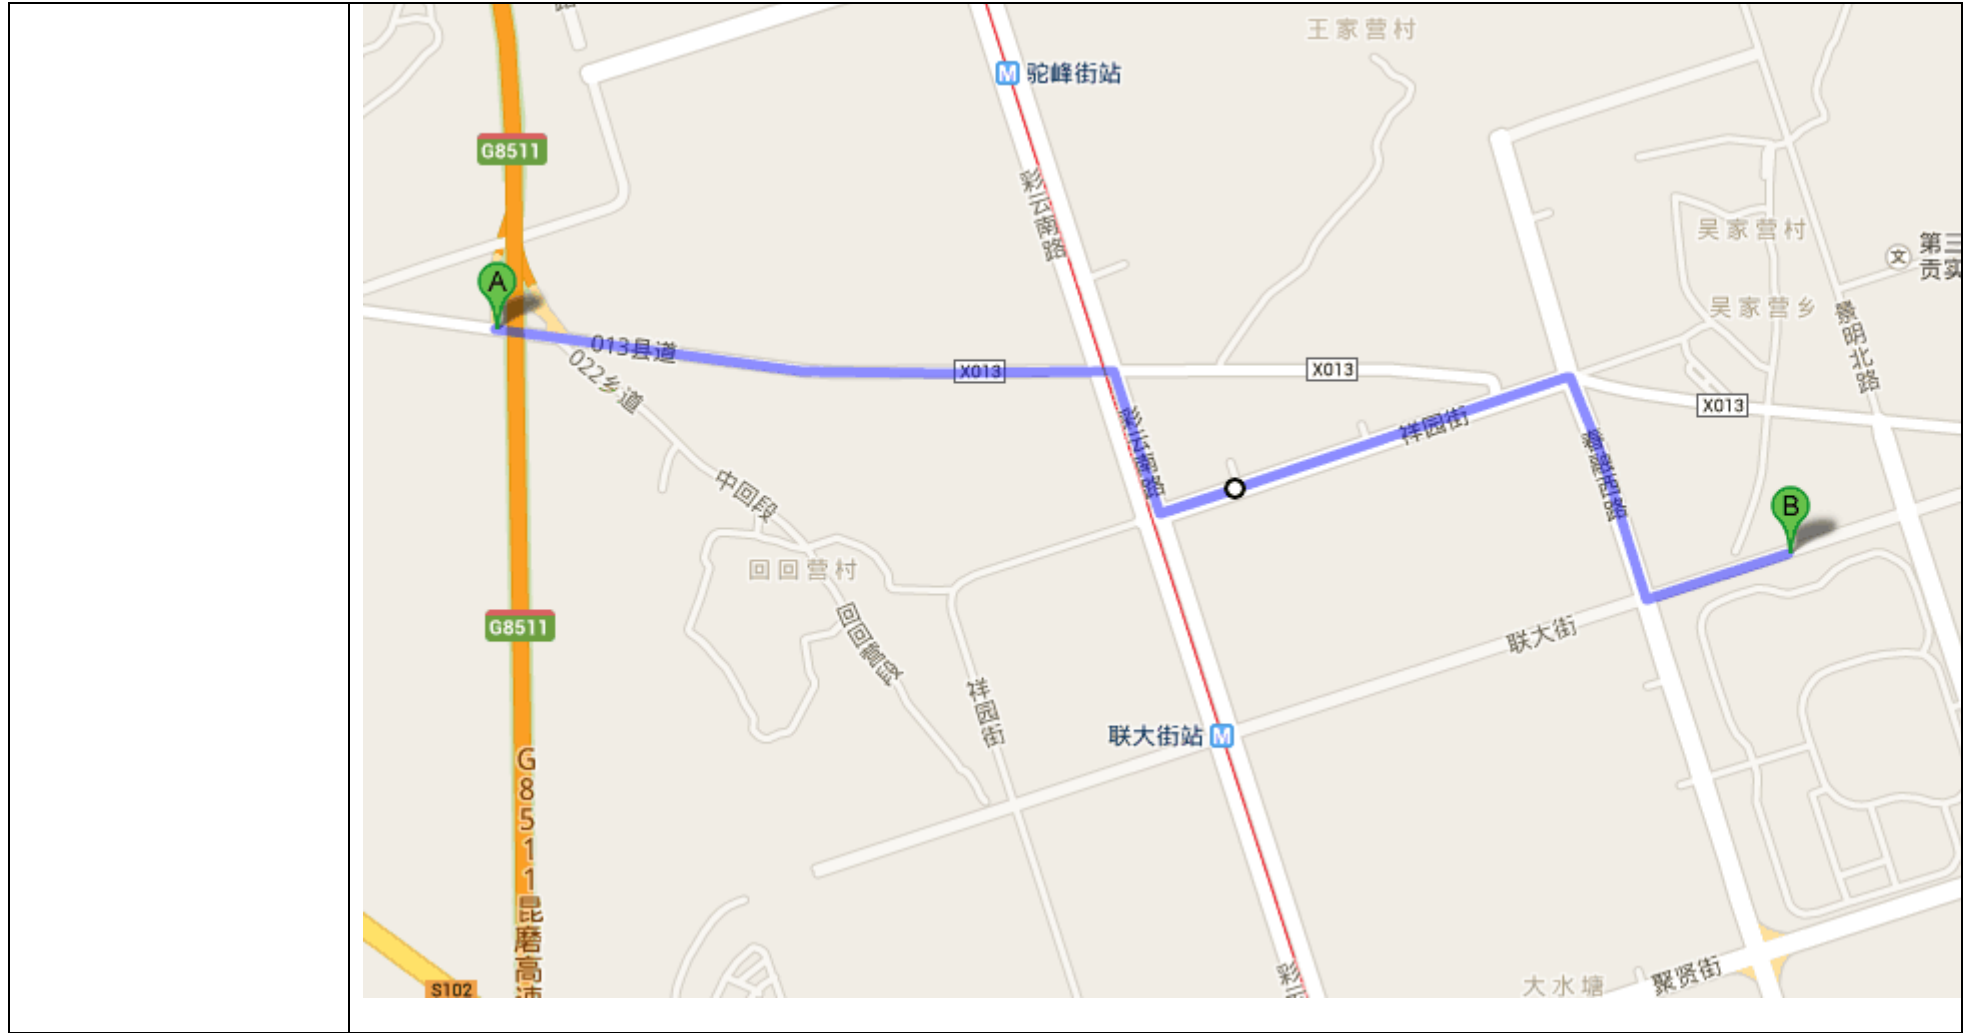 王家营村
M 驼峰街站
G8511
彩云南路
吴家营村
文 第三
贡实
A
吴家营乡
景明北路
013县道
X013
X013
022乡道
X013
祥园街
中回段
B
回回营村
G8511
回回营段
联大街
祥园街
联大街站 M
G8511昆磨高速
大水塘
聚贤街
S102